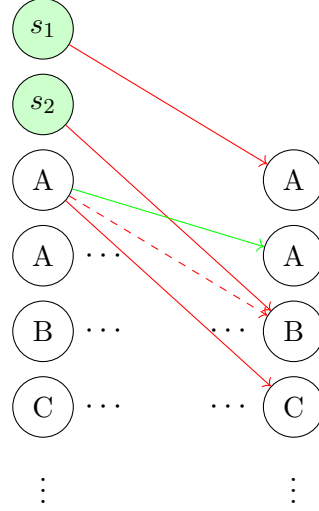 s₁
s₂
A A
A ⋯ A
B ⋯ ⋯ B
C ⋯ ⋯ C
⋮ ⋮